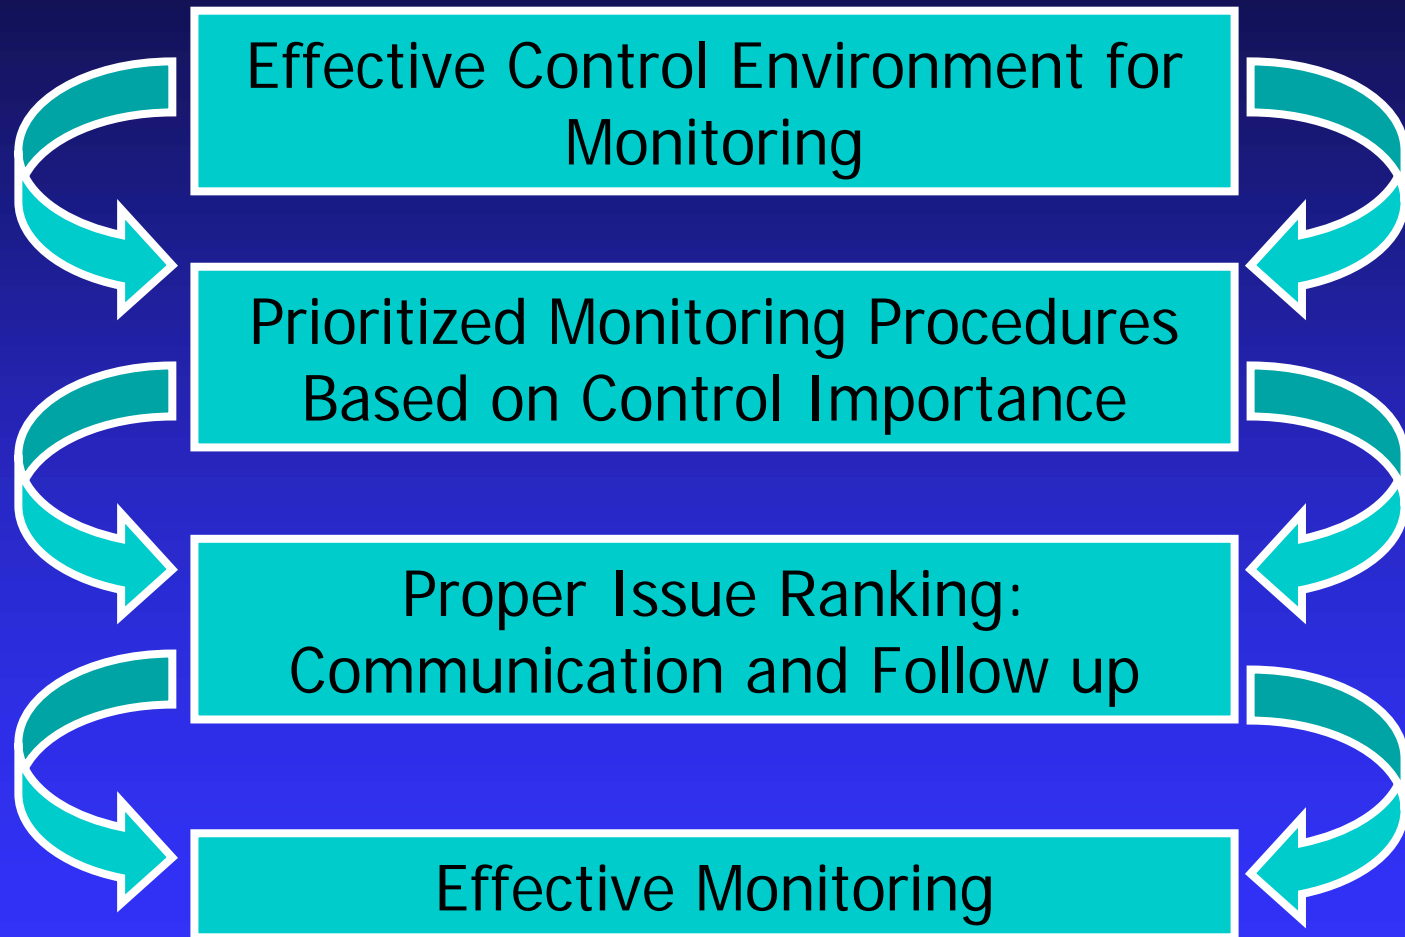 Effective Control Environment for
Monitoring
Prioritized Monitoring Procedures
Based on Control Importance
Proper Issue Ranking:
Communication and Follow up
Effective Monitoring